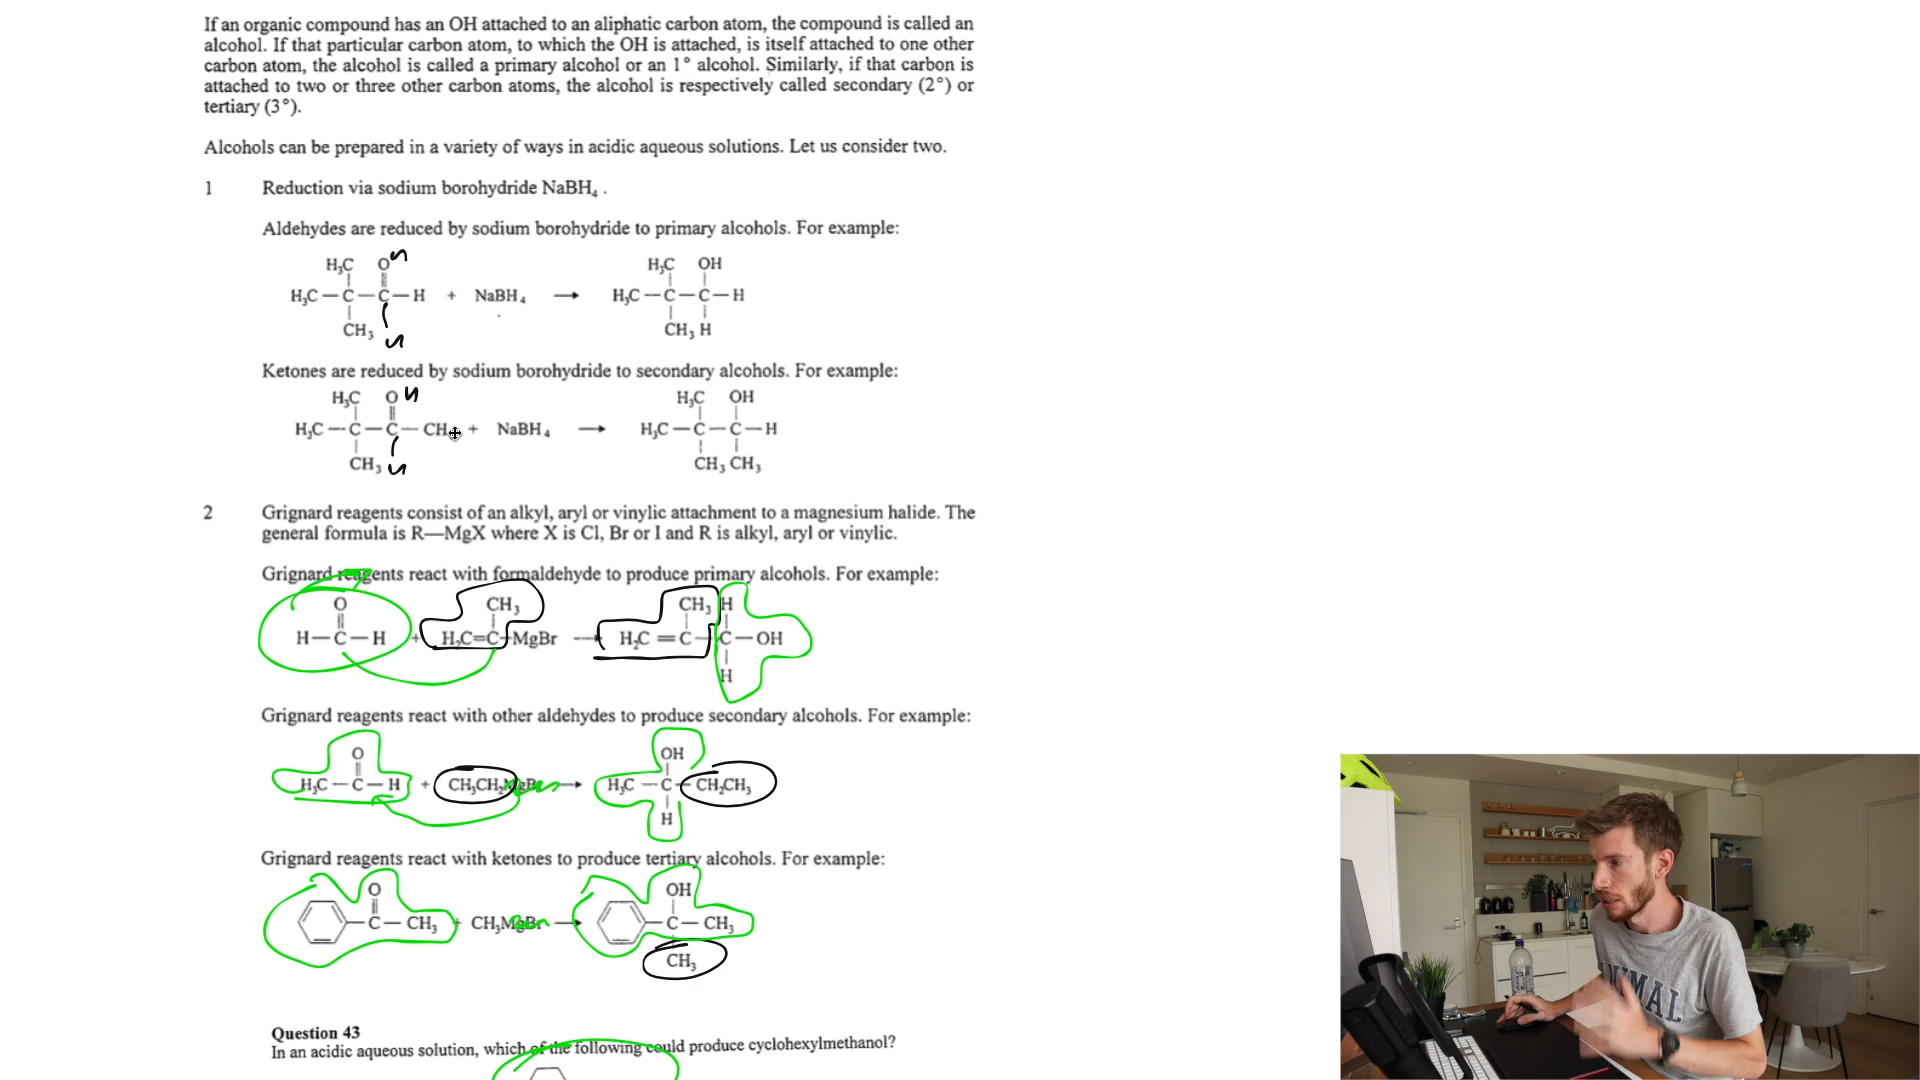 If an organic compound has an OH attached to an aliphatic carbon atom, the compound is called an
alcohol. If that particular carbon atom, to which the OH is attached, is itself attached to one other
carbon atom, the alcohol is called a primary alcohol or an 1° alcohol. Similarly, if that carbon is
attached to two or three other carbon atoms, the alcohol is respectively called secondary (2°) or
tertiary (3°).
Alcohols can be prepared in a variety of ways in acidic aqueous solutions. Let us consider two.
1 Reduction via sodium borohydride NaBH₄ .
Aldehydes are reduced by sodium borohydride to primary alcohols. For example:
H₃C O H₃C OH
H₃C — C — C — H + NaBH₄ → H₃C — C — C — H
CH₃ CH₃ H
Ketones are reduced by sodium borohydride to secondary alcohols. For example:
H₃C O H₃C OH
H₃C — C — C — CH + NaBH₄ → H₃C — C — C — H
CH₃ CH₃ CH₃
2 Grignard reagents consist of an alkyl, aryl or vinylic attachment to a magnesium halide. The
general formula is R—MgX where X is Cl, Br or I and R is alkyl, aryl or vinylic.
Grignard reagents react with formaldehyde to produce primary alcohols. For example:
O CH₃ CH₃ H
H — C — H + H₂C=C—MgBr → H₂C = C — C — OH
H
Grignard reagents react with other aldehydes to produce secondary alcohols. For example:
O OH
H₃C — C — H + CH₃CH₂MgBr → H₃C — C — CH₂CH₃
H
Grignard reagents react with ketones to produce tertiary alcohols. For example:
O OH
C — CH₃ + CH₃MgBr → C — CH₃
CH₃
Question 43
In an acidic aqueous solution, which of the following could produce cyclohexylmethanol?